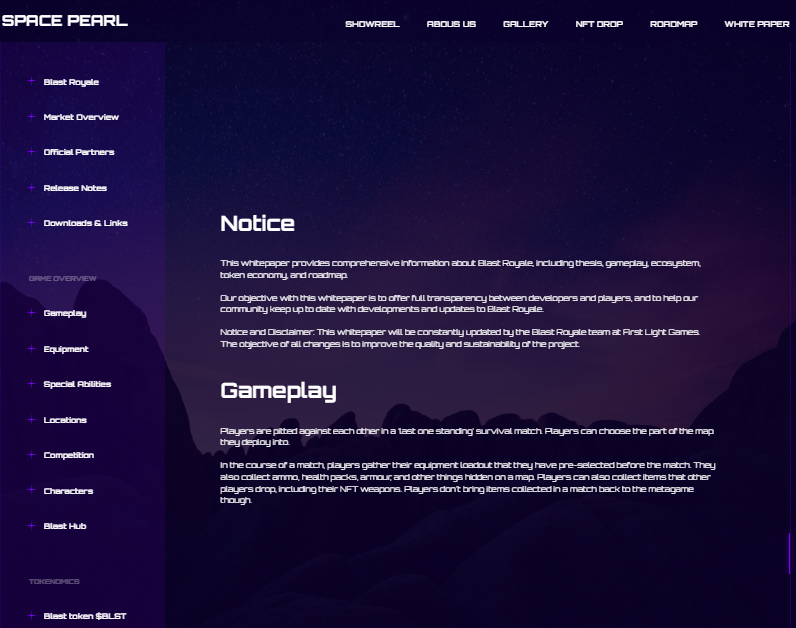 SPACE PEARL
SHOWREEL
ABOUS US
GALLERY
NFT DROP
ROADMAP
WHITE PAPER
Blast Royale
Market Overview
Official Partners
Release Notes
Downloads & Links
GAME OVERVIEW
Gameplay
Equipment
Special Abilities
Locations
Competition
Characters
Blast Hub
TOKENOMICS
Blast token $BLST
Notice
This whitepaper provides comprehensive information about Blast Royale, including thesis, gameplay, ecosystem,
token economy, and roadmap.
Our objective with this whitepaper is to offer full transparency between developers and players, and to help our
community keep up to date with developments and updates to Blast Royale.
Notice and Disclaimer: This whitepaper will be constantly updated by the Blast Royale team at First Light Games.
The objective of all changes is to improve the quality and sustainability of the project.
Gameplay
Players are pitted against each other in a 'last one standing' survival match. Players can choose the part of the map
they deploy into.
In the course of a match, players gather their equipment loadout that they have pre-selected before the match. They
also collect ammo, health packs, armour, and other things hidden on a map. Players can also collect items that other
players drop, including their NFT weapons. Players don't bring items collected in a match back to the metagame
though.